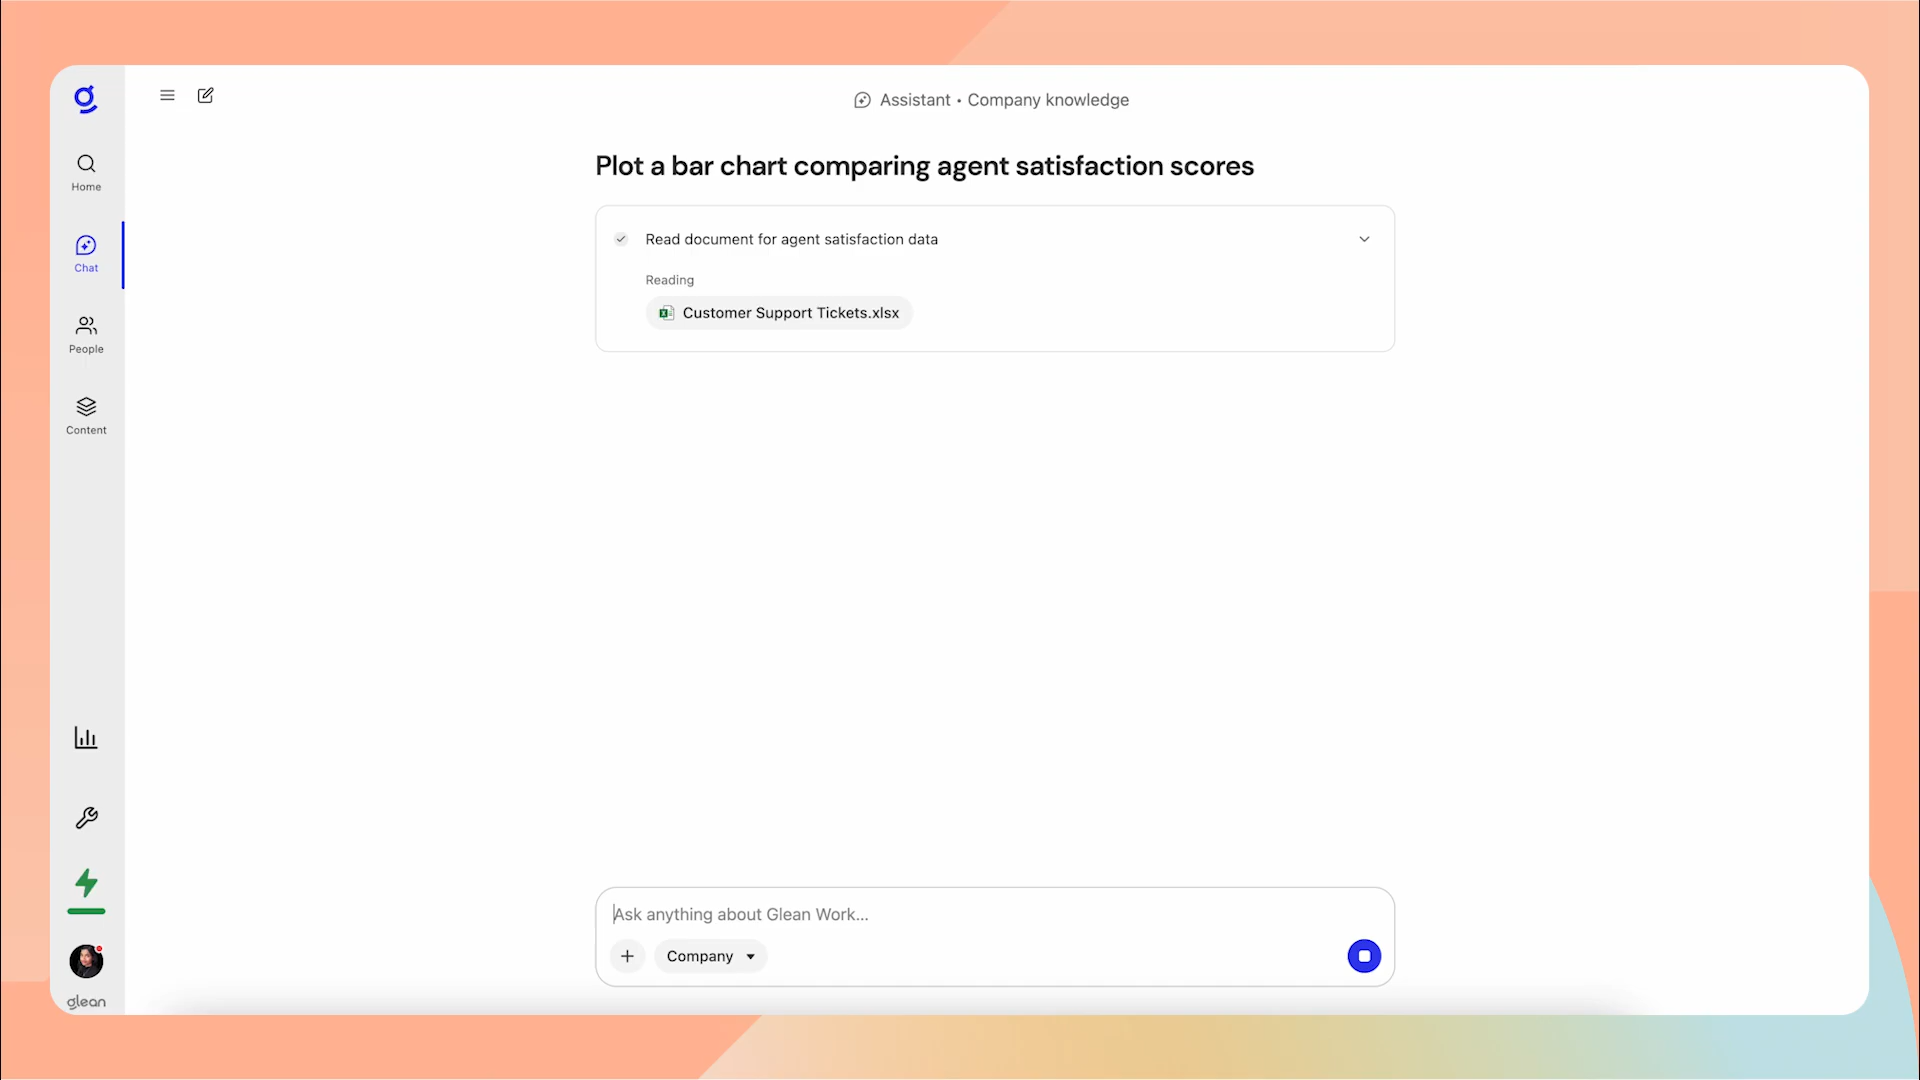 Assistant • Company knowledge
Home
Chat
People
Content
glean
Plot a bar chart comparing agent satisfaction scores
Read document for agent satisfaction data
Reading
Customer Support Tickets.xlsx
Ask anything about Glean Work...
Company